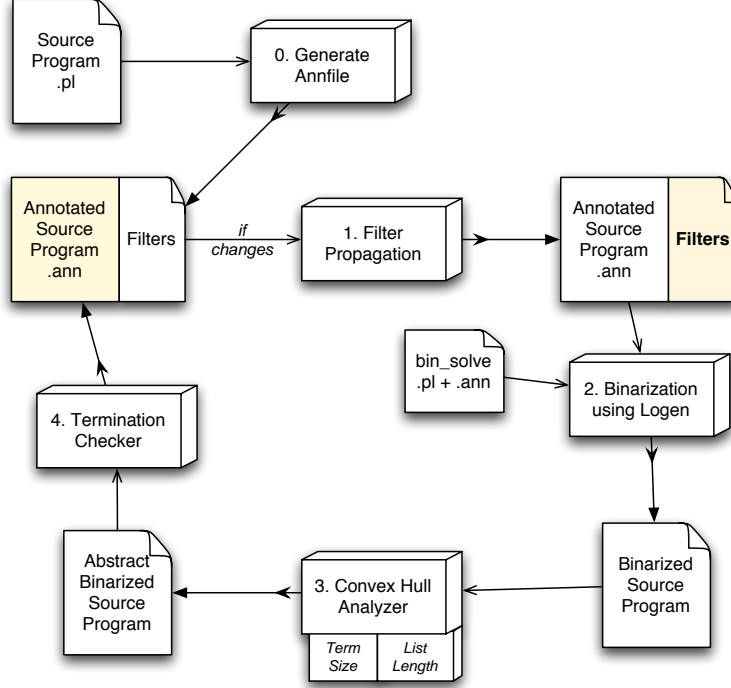 Source
Program
.pl
0. Generate
Annfile
Annotated
Source
Program
.ann
Filters
if
changes
1. Filter
Propagation
Annotated
Source
Program
.ann
Filters
bin_solve
.pl + .ann
2. Binarization
using Logen
4. Termination
Checker
Abstract
Binarized
Source
Program
3. Convex Hull
Analyzer
Term
Size
List
Length
Binarized
Source
Program